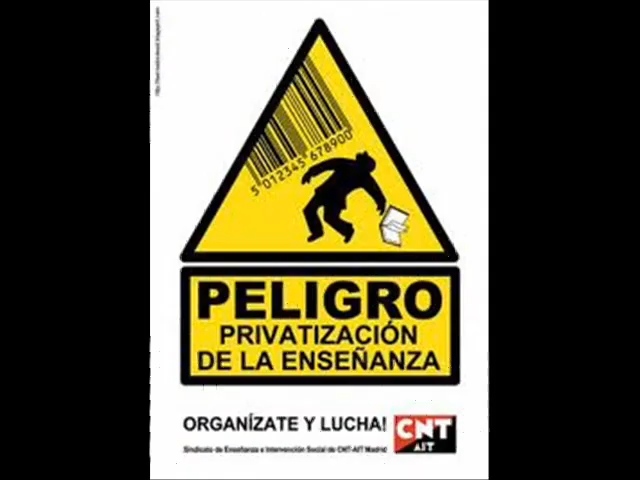 5 012345 678900
PELIGRO
PRIVATIZACIÓN
DE LA ENSEÑANZA
ORGANÍZATE Y LUCHA!
CNT
AIT
Sindicato de Enseñanza e Intervención Social de CNT-AIT Madrid